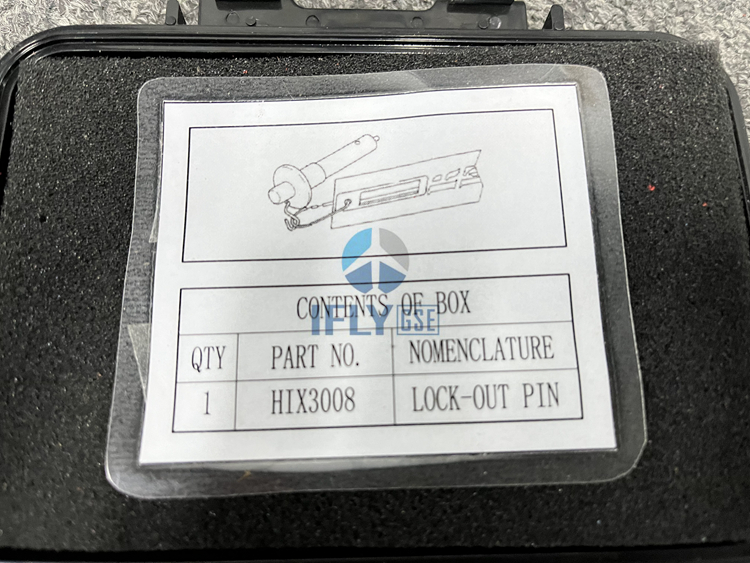 CONTENTS OF BOX
IFLY GSE
QTY PART NO. NOMENCLATURE
1 HIX3008 LOCK-OUT PIN